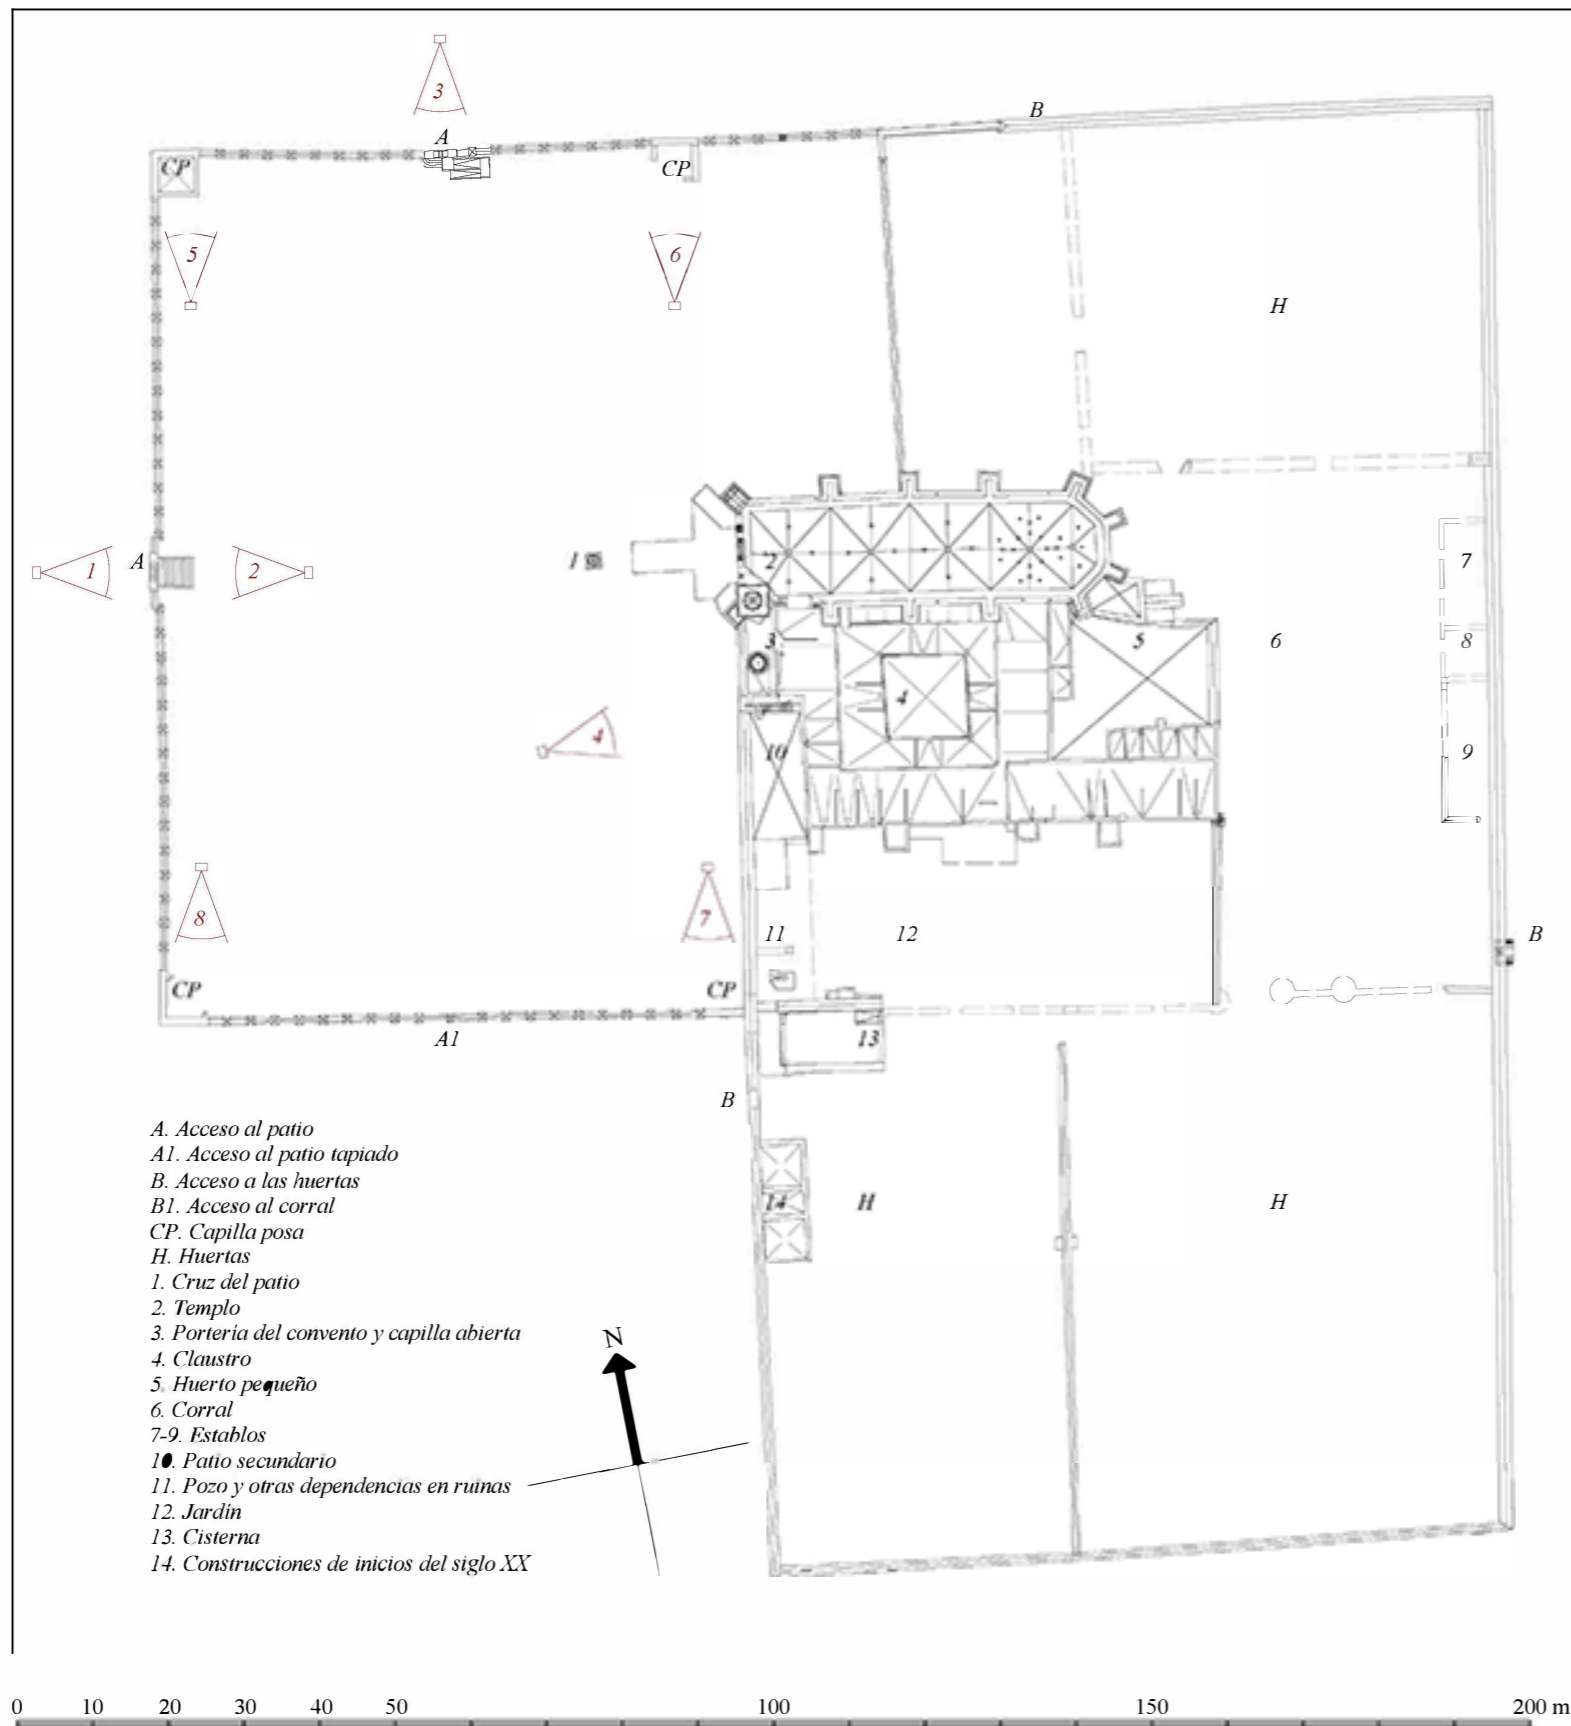 3
A
B
CP
CP
5
6
H
A
1
2
1
2
7
3
5
6
8
4
4
10
9
8
7
11
12
B
CP
CP
A1
13
B
A. Acceso al patio
A1. Acceso al patio tapiado
B. Acceso a las huertas
B1. Acceso al corral
CP. Capilla posa
H. Huertas
1. Cruz del patio
2. Templo
3. Portería del convento y capilla abierta
4. Claustro
5. Huerto pequeño
6. Corral
7-9. Establos
10. Patio secundario
11. Pozo y otras dependencias en ruinas
12. Jardín
13. Cisterna
14. Construcciones de inicios del siglo XX
14
H
H
N
0 10 20 30 40 50 100 150 200 m